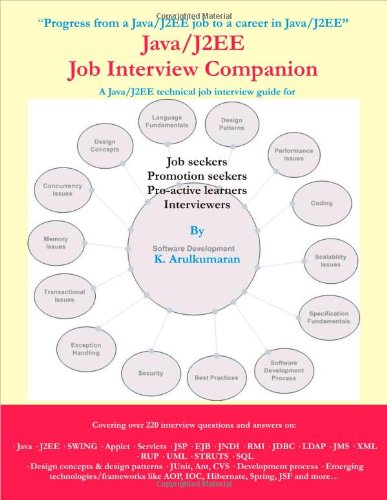 “Progress from a Java/J2EE job to a career in Java/J2EE”
Java/J2EE
Job Interview Companion
A Java/J2EE technical job interview guide for
Language
Fundamentals
Design
Patterns
Design
Concepts
Performance
Issues
Job seekers
Promotion seekers
Pro-active learners
Interviewers
Concurrency
Issues
Coding
By
Memory
Issues
Software Development
K. Arulkumaran
Scalability
Issues
Transactional
Issues
Specification
Fundamentals
Exception
Handling
Software
Development
Process
Security
Best Practices
Covering over 220 interview questions and answers on:
· Java · J2EE · SWING · Applet · Servlets · JSP · EJB · JNDI · RMI · JDBC · LDAP · JMS · XML
· RUP · UML · STRUTS · SQL
· Design concepts & design patterns · JUnit, Ant, CVS · Development process · Emerging
technologies/frameworks like AOP, IOC, Hibernate, Spring, JSF and more...